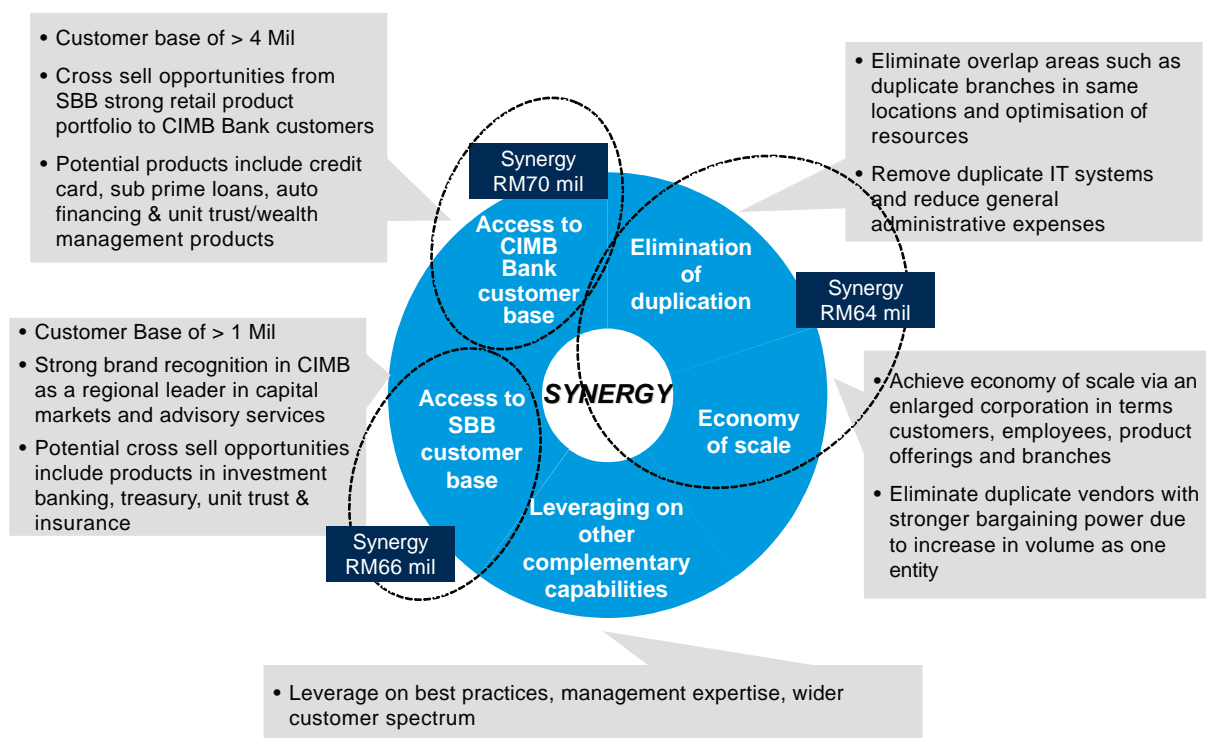 • Customer base of > 4 Mil
• Cross sell opportunities from
SBB strong retail product
portfolio to CIMB Bank customers
• Potential products include credit
card, sub prime loans, auto
financing & unit trust/wealth
management products
• Eliminate overlap areas such as
duplicate branches in same
locations and optimisation of
resources
• Remove duplicate IT systems
and reduce general
administrative expenses
Synergy
RM70 mil
Access to
CIMB
Bank
customer
base
Elimination
of
duplication
Synergy
RM64 mil
• Customer Base of > 1 Mil
• Strong brand recognition in CIMB
as a regional leader in capital
markets and advisory services
• Potential cross sell opportunities
include products in investment
banking, treasury, unit trust &
insurance
Access to
SBB
customer
base
SYNERGY
Economy
of scale
• Achieve economy of scale via an
enlarged corporation in terms
customers, employees, product
offerings and branches
• Eliminate duplicate vendors with
stronger bargaining power due
to increase in volume as one
entity
Synergy
RM66 mil
Leveraging on
other
complementary
capabilities
• Leverage on best practices, management expertise, wider
customer spectrum